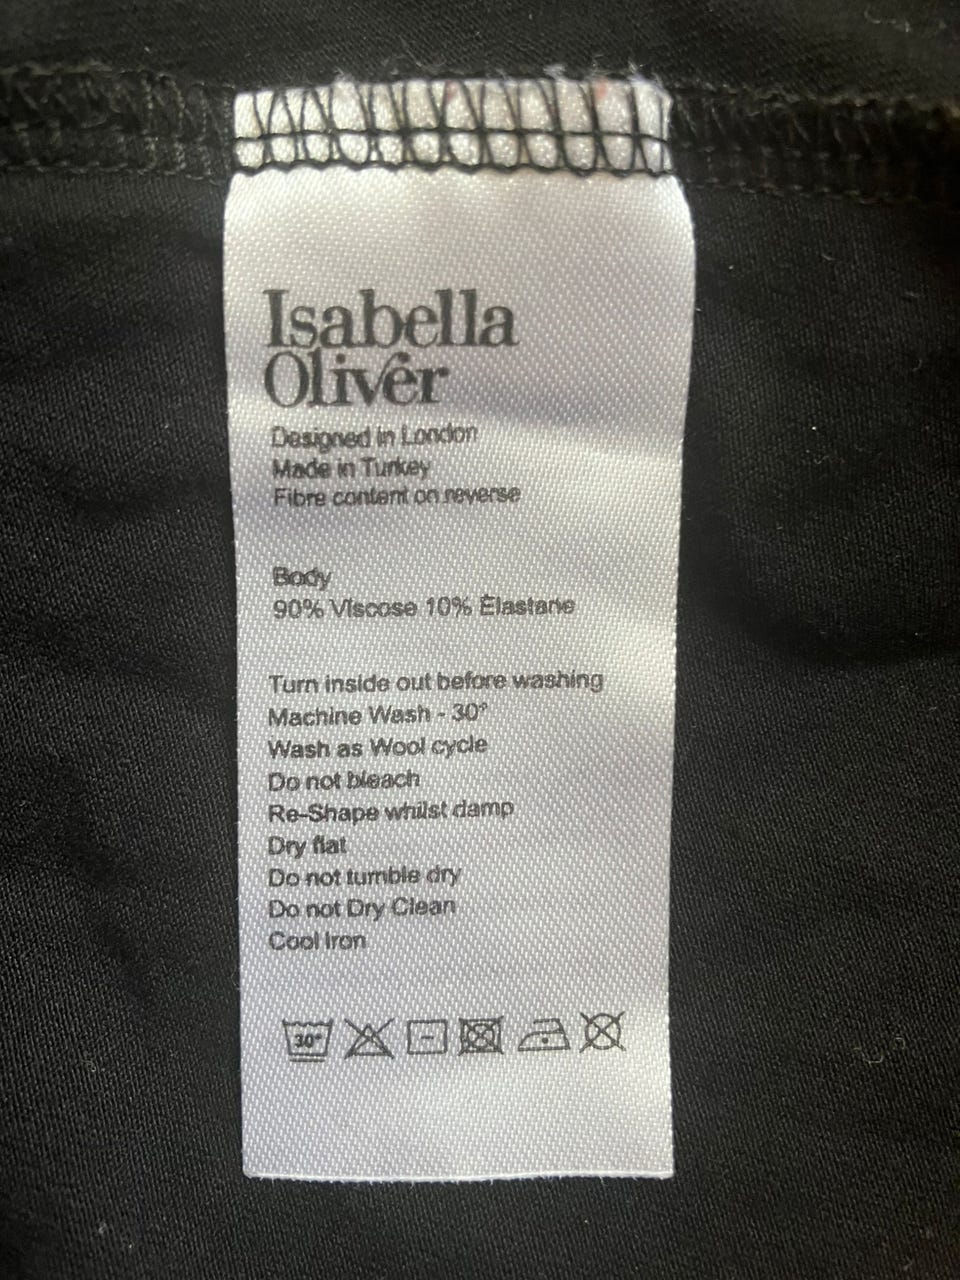 Isabella
Oliver
Designed in London
Made in Turkey
Fibre content on reverse
Body
90% Viscose 10% Elastane
Turn inside out before washing
Machine Wash - 30°
Wash as Wool cycle
Do not bleach
Re-Shape whilst damp
Dry flat
Do not tumble dry
Do not Dry Clean
Cool Iron
30°